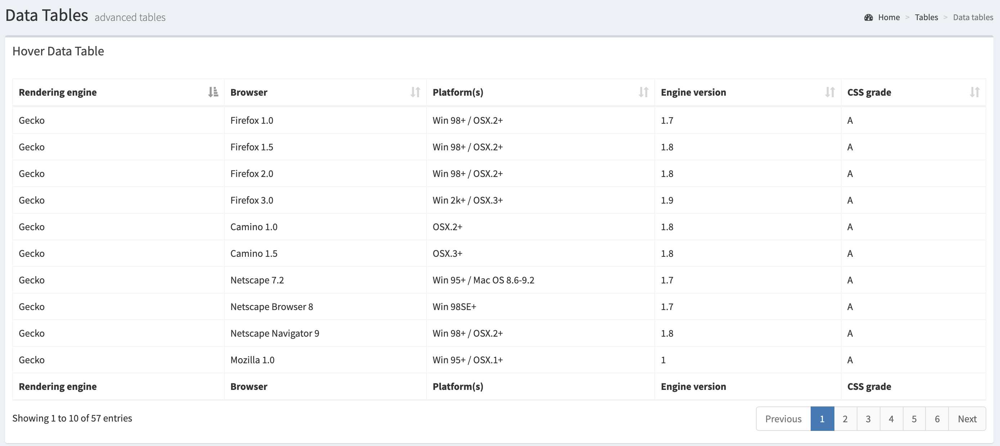 Data Tables advanced tables
Home > Tables > Data tables
Hover Data Table
Rendering engine Browser Platform(s) Engine version CSS grade
Gecko Firefox 1.0 Win 98+ / OSX.2+ 1.7 A
Gecko Firefox 1.5 Win 98+ / OSX.2+ 1.8 A
Gecko Firefox 2.0 Win 98+ / OSX.2+ 1.8 A
Gecko Firefox 3.0 Win 2k+ / OSX.3+ 1.9 A
Gecko Camino 1.0 OSX.2+ 1.8 A
Gecko Camino 1.5 OSX.3+ 1.8 A
Gecko Netscape 7.2 Win 95+ / Mac OS 8.6-9.2 1.7 A
Gecko Netscape Browser 8 Win 98SE+ 1.7 A
Gecko Netscape Navigator 9 Win 98+ / OSX.2+ 1.8 A
Gecko Mozilla 1.0 Win 95+ / OSX.1+ 1 A
Rendering engine Browser Platform(s) Engine version CSS grade
Showing 1 to 10 of 57 entries
Previous 1 2 3 4 5 6 Next